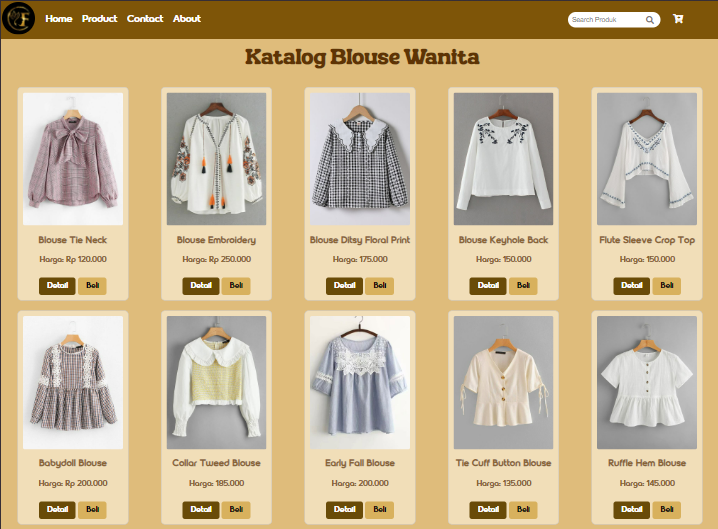 F
Home Product Contact About
Search Produk
Katalog Blouse Wanita
Blouse Tie Neck
Harga: Rp 120.000
Detail Beli
Blouse Embroidery
Harga: Rp 250.000
Detail Beli
Blouse Ditsy Floral Print
Harga: 175.000
Detail Beli
Blouse Keyhole Back
Harga: 150.000
Detail Beli
Flute Sleeve Crop Top
Harga: 150.000
Detail Beli
Babydoll Blouse
Harga: Rp 200.000
Detail Beli
Collar Tweed Blouse
Harga: 185.000
Detail Beli
Early Fall Blouse
Harga: 200.000
Detail Beli
Tie Cuff Button Blouse
Harga: 135.000
Detail Beli
Ruffle Hem Blouse
Harga: 145.000
Detail Beli